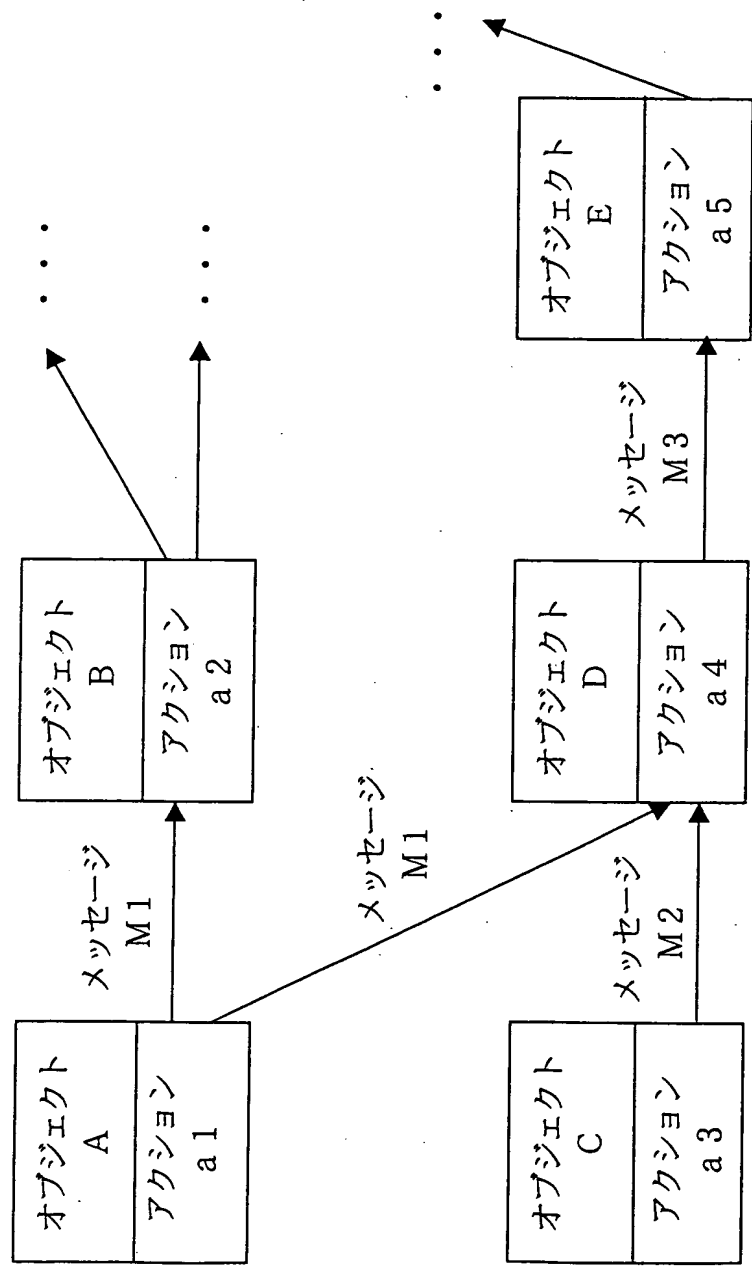 オブジェクト
A
アクション
a1
メッセージ
M1
オブジェクト
B
アクション
a2
メッセージ
M1
オブジェクト
C
アクション
a3
メッセージ
M2
オブジェクト
D
アクション
a4
メッセージ
M3
オブジェクト
E
アクション
a5